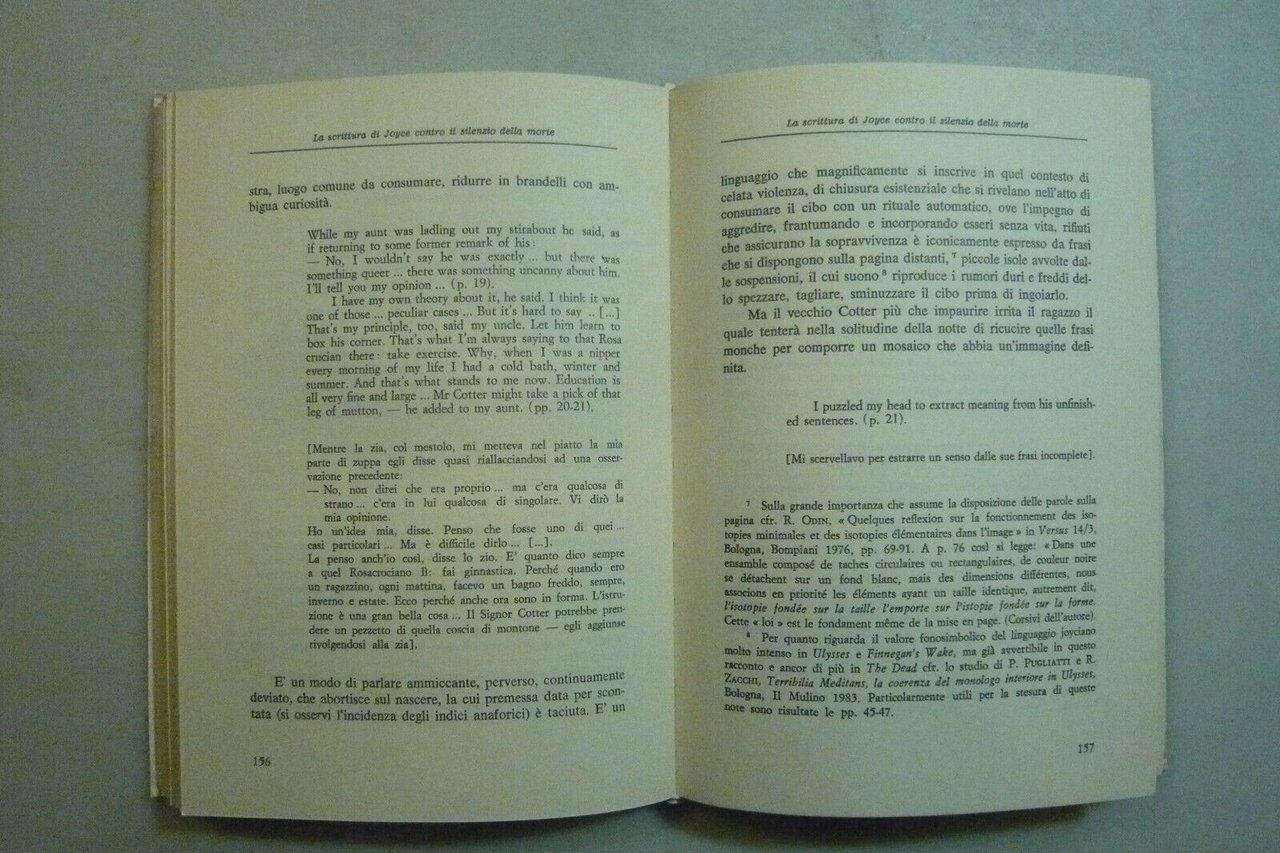 La scrittura di Joyce contro il silenzio della morte
stra, luogo comune da consumare, ridurre in brandelli con am-
bigua curiosità.
While my aunt was ladling out my stirabout he said, as
if returning to some former remark of his:
— No, I wouldn't say he was exactly ... but there was
something queer ... there was something uncanny about him.
I'll tell you my opinion ... (p. 19).
I have my own theory about it, he said. I think it was
one of those ... peculiar cases ... But it's hard to say .. [...]
That's my principle, too, said my uncle. Let him learn to
box his corner. That's what I'm always saying to that Rosa
crucian there: take exercise. Why, when I was a nipper
every morning of my life I had a cold bath, winter and
summer. And that's what stands to me now. Education is
all very fine and large ... Mr Cotter might take a pick of that
leg of mutton, — he added to my aunt. (pp. 20-21).
[Mentre la zia, col mestolo, mi metteva nel piatto la mia
parte di zuppa egli disse quasi riallacciandosi ad una osser-
vazione precedente:
— No, non direi che era proprio ... ma c'era qualcosa di
strano ... c'era in lui qualcosa di singolare. Vi dirò la
mia opinione.
Ho un'idea mia, disse. Penso che fosse uno di quei ...
casi particolari ... Ma è difficile dirlo ... [...].
La penso anch'io così, disse lo zio. E' quanto dico sempre
a quel Rosacrociano lì: fai ginnastica. Perché quando ero
un ragazzino, ogni mattina, facevo un bagno freddo, sempre,
inverno e estate. Ecco perché anche ora sono in forma. L'istru-
zione è una gran bella cosa ... Il Signor Cotter potrebbe pren-
dere un pezzetto di quella coscia di montone — egli aggiunse
rivolgendosi alla zia].
E' un modo di parlare ammiccante, perverso, continuamente
deviato, che abortisce sul nascere, la cui premessa data per scon-
tata (si osservi l'incidenza degli indici anaforici) è taciuta. E' un
156
La scrittura di Joyce contro il silenzio della morte
linguaggio che magnificamente si inscrive in quel contesto di
celata violenza, di chiusura esistenziale che si rivelano nell'atto di
consumare il cibo con un rituale automatico, ove l'impegno di
aggredire, frantumando e incorporando esseri senza vita, rifiuti
che assicurano la sopravvivenza è iconicamente espresso da frasi
che si dispongono sulla pagina distanti, 7 piccole isole avvolte dal-
le sospensioni, il cui suono 8 riproduce i rumori duri e freddi del-
lo spezzare, tagliare, sminuzzare il cibo prima di ingoiarlo.
Ma il vecchio Cotter più che impaurire irrita il ragazzo il
quale tenterà nella solitudine della notte di ricucire quelle frasi
monche per comporre un mosaico che abbia un'immagine defi-
nita.
I puzzled my head to extract meaning from his unfinish-
ed sentences. (p. 21).
[Mi scervellavo per estrarre un senso dalle sue frasi incomplete].
7 Sulla grande importanza che assume la disposizione delle parole sulla
pagina cfr. R. ODIN, « Quelques reflexion sur la fonctionnement des iso-
topies minimales et des isotopies élémentaires dans l'image » in Versus 14/3,
Bologna, Bompiani 1976, pp. 69-91. A p. 76 così si legge: « Dans une
ensamble composé de taches circulaires ou rectangulaires, de couleur noire
se détachent sur un fond blanc, mais des dimensions différentes, nous
associons en priorité les éléments ayant un taille identique, autrement dit,
l'isotopie fondée sur la taille l'emporte sur l'istopie fondée sur la forme.
Cette « loi » est le fondament même de la mise en page. (Corsivi dell'autore).
8 Per quanto riguarda il valore fonosimbolico del linguaggio joyciano
molto intenso in Ulysses e Finnegan's Wake, ma già avvertibile in questo
racconto e ancor di più in The Dead cfr. lo studio di P. PUGLIATTI e R.
ZACCHI, Terribilia Meditans, la coerenza del monologo interiore in Ulysses,
Bologna, Il Mulino 1983. Particolarmente utili per la stesura di queste
note sono risultate le pp. 45-47.
157